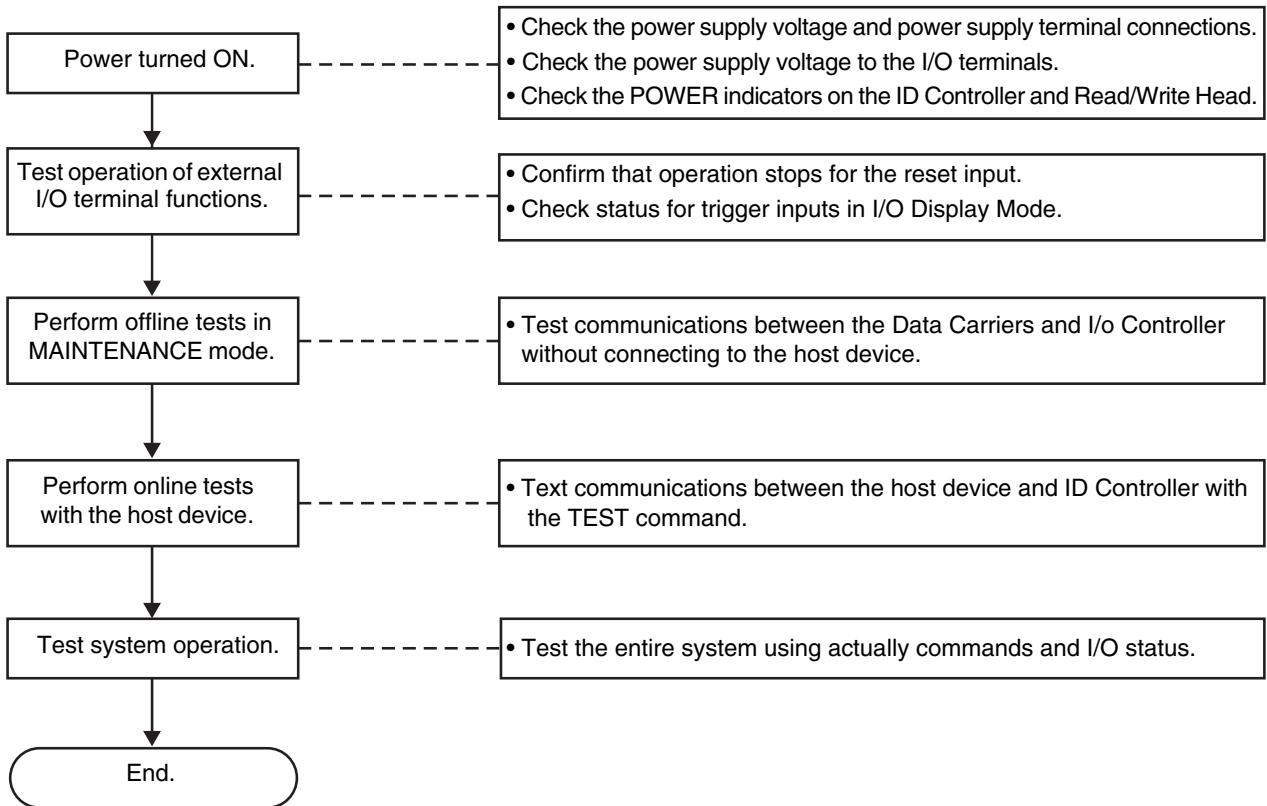 Power turned ON.
• Check the power supply voltage and power supply terminal connections.
• Check the power supply voltage to the I/O terminals.
• Check the POWER indicators on the ID Controller and Read/Write Head.
Test operation of external
I/O terminal functions.
• Confirm that operation stops for the reset input.
• Check status for trigger inputs in I/O Display Mode.
Perform offline tests in
MAINTENANCE mode.
• Test communications between the Data Carriers and I/o Controller
without connecting to the host device.
Perform online tests
with the host device.
• Text communications between the host device and ID Controller with
the TEST command.
Test system operation.
• Test the entire system using actually commands and I/O status.
End.